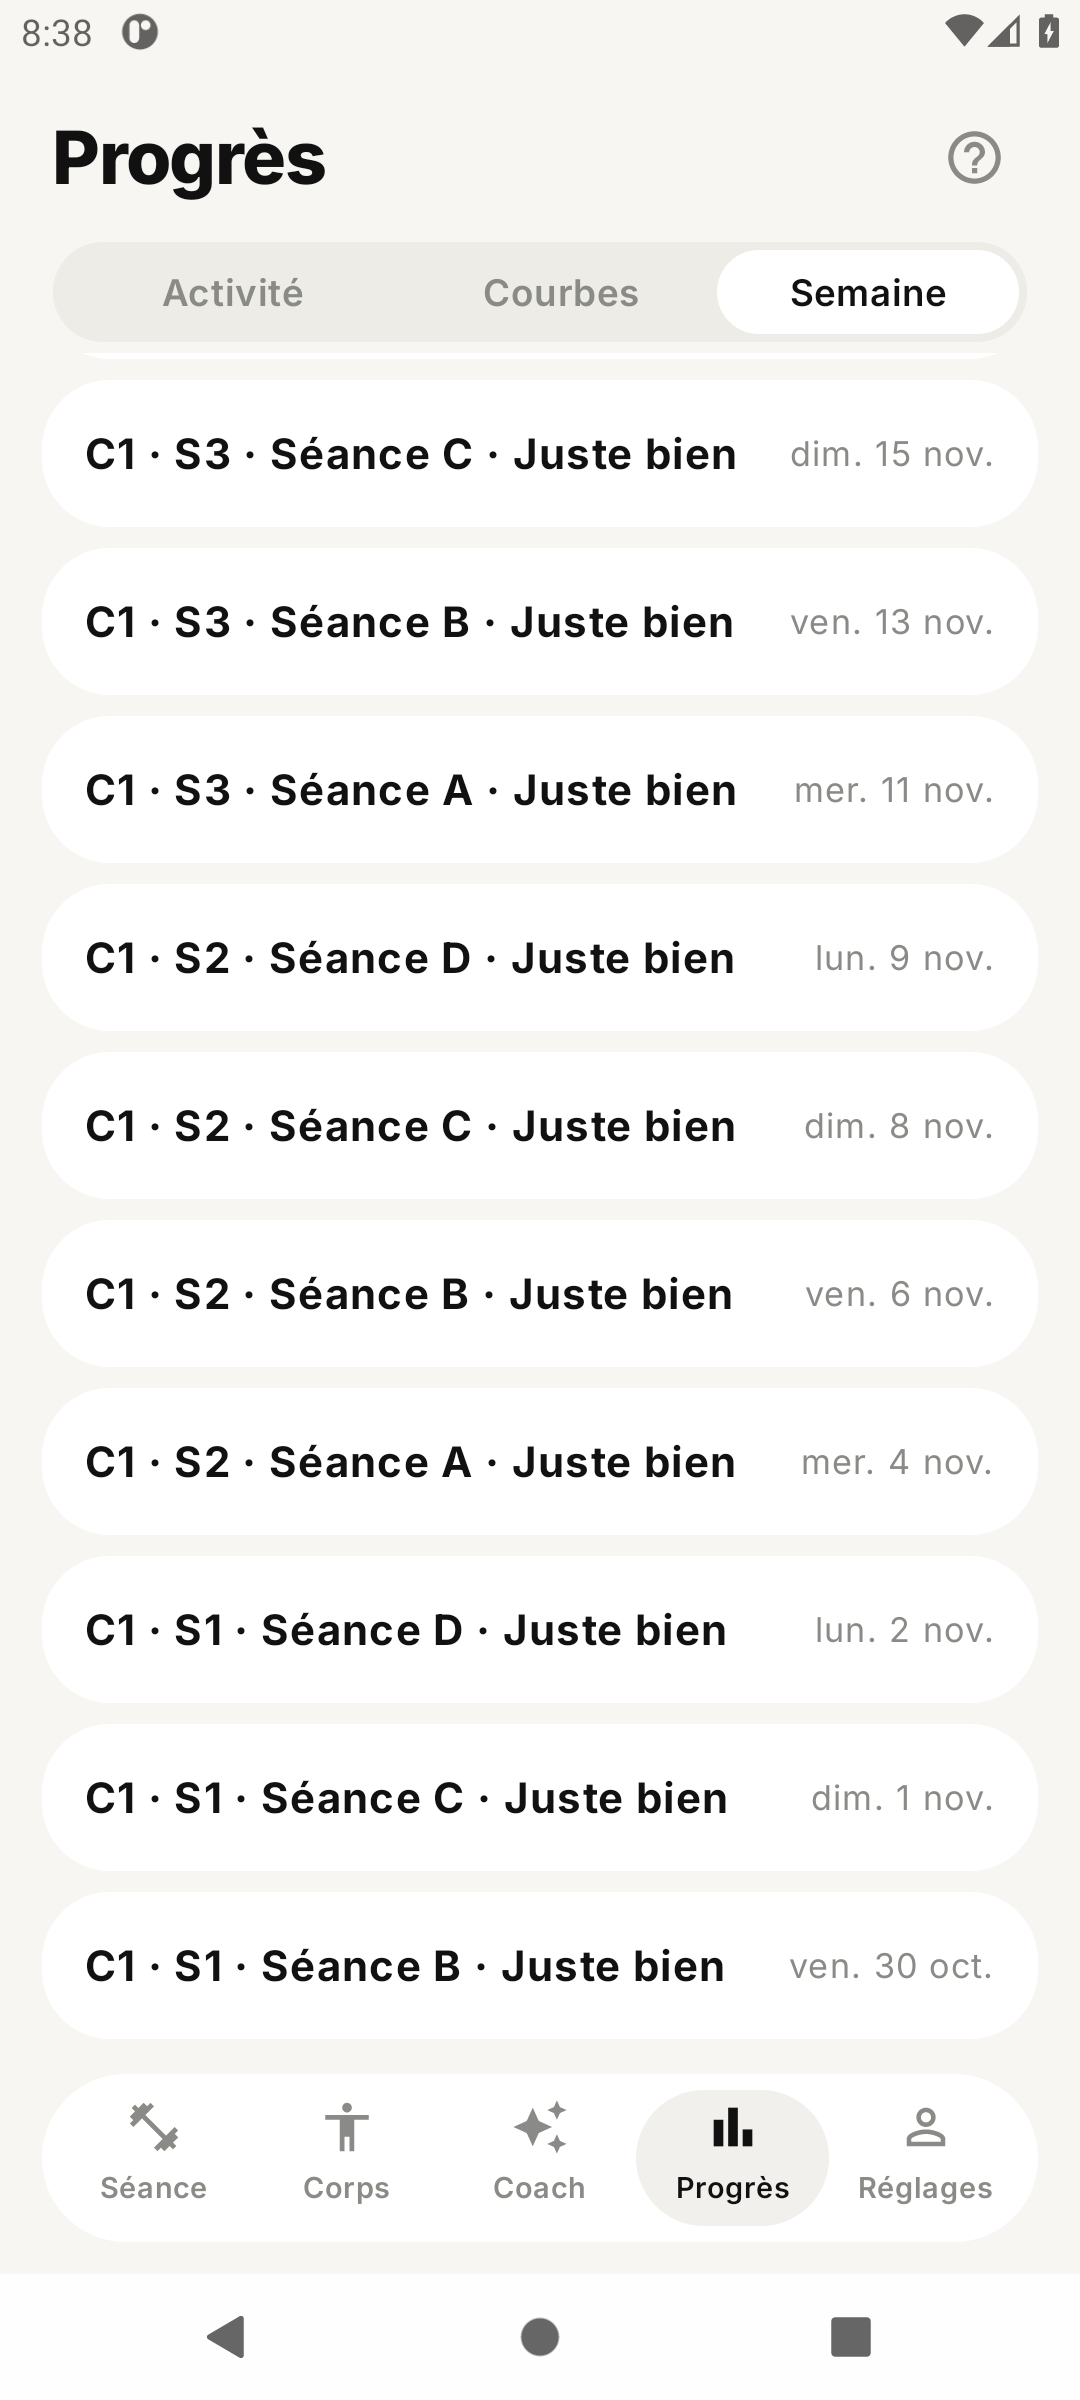 8:38
Progrès
Activité Courbes Semaine
C1 · S3 · Séance C · Juste bien dim. 15 nov.
C1 · S3 · Séance B · Juste bien ven. 13 nov.
C1 · S3 · Séance A · Juste bien mer. 11 nov.
C1 · S2 · Séance D · Juste bien lun. 9 nov.
C1 · S2 · Séance C · Juste bien dim. 8 nov.
C1 · S2 · Séance B · Juste bien ven. 6 nov.
C1 · S2 · Séance A · Juste bien mer. 4 nov.
C1 · S1 · Séance D · Juste bien lun. 2 nov.
C1 · S1 · Séance C · Juste bien dim. 1 nov.
C1 · S1 · Séance B · Juste bien ven. 30 oct.
Séance Corps Coach Progrès Réglages